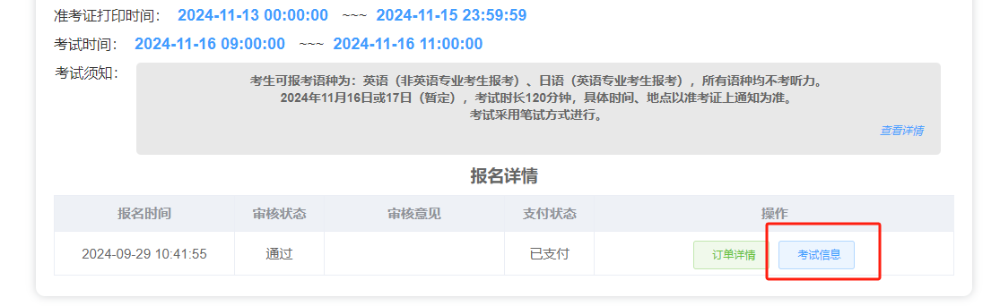 准考证打印时间： 2024-11-13 00:00:00 ~~~ 2024-11-15 23:59:59
考试时间： 2024-11-16 09:00:00 ~~~ 2024-11-16 11:00:00
考试须知：
考生可报考语种为：英语（非英语专业考生报考）、日语（英语专业考生报考），所有语种均不考听力。
2024年11月16日或17日（暂定），考试时长120分钟，具体时间、地点以准考证上通知为准。
考试采用笔试方式进行。
查看详情
报名详情
报名时间 审核状态 审核意见 支付状态 操作
2024-09-29 10:41:55 通过 已支付 订单详情 考试信息